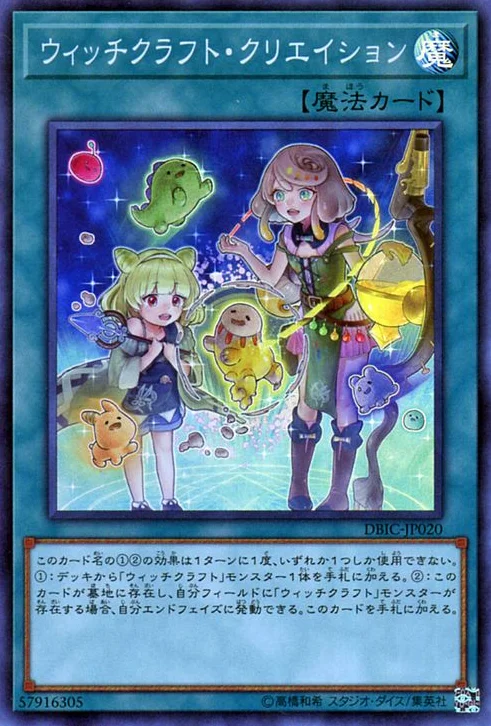 ウィッチクラフト・クリエイション 魔
【魔法カード】
DBIC-JP020
このカード名の①②の効果は1ターンに1度、いずれか1つしか使用できない。
①：デッキから「ウィッチクラフト」モンスター1体を手札に加える。②：この
カードが墓地に存在し、自分フィールドに「ウィッチクラフト」モンスターが
存在する場合、自分エンドフェイズに発動できる。このカードを手札に加える。
57916305 ©高橋和希 スタジオ・ダイス/集英社